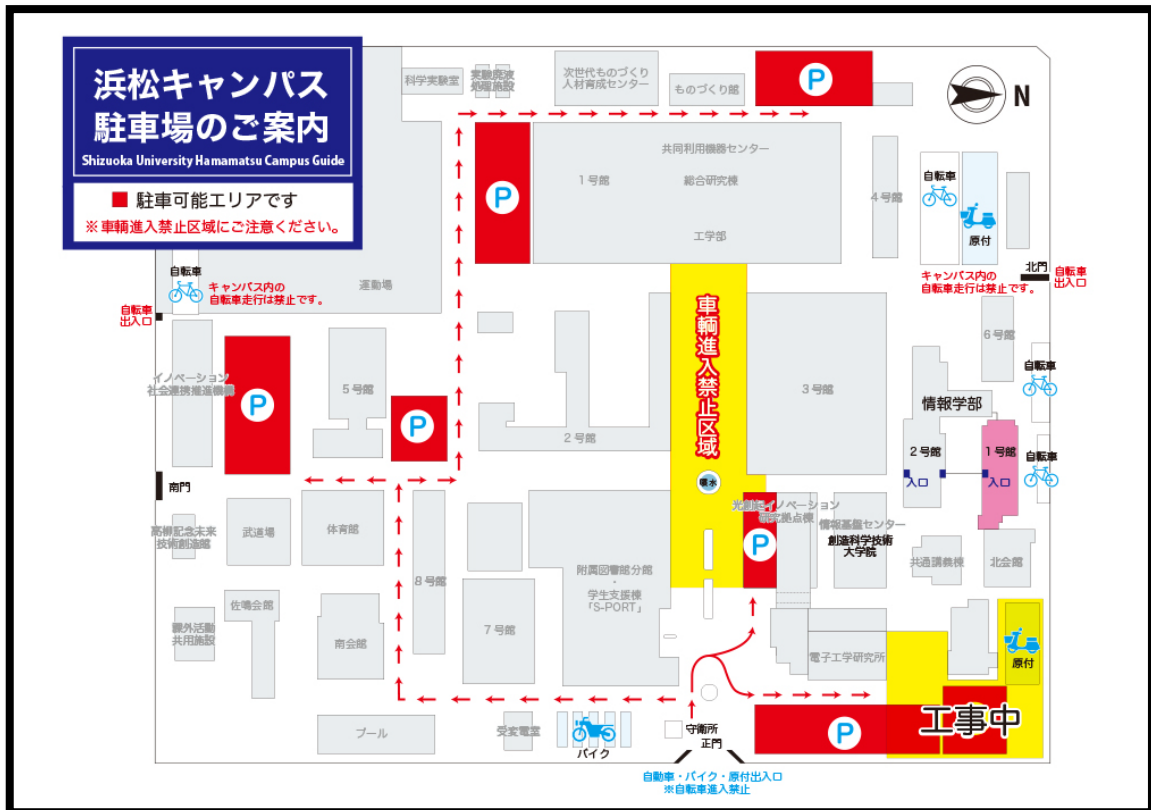 浜松キャンパス
駐車場のご案内
Shizuoka University Hamamatsu Campus Guide
■ 駐車可能エリアです
※車輌進入禁止区域にご注意ください。
科学実験室
実験廃液
処理施設
次世代ものづくり
人材育成センター
ものづくり館
P
N
共同利用機器センター
1号館
総合研究棟
工学部
P
4号館
自転車
原付
キャンパス内の
自転車走行は禁止です。
北門
自転車
出入口
自転車
キャンパス内の
自転車走行は禁止です。
運動場
自転車
出入口
イノベーション
社会連携推進機構
P
5号館
P
2号館
車輌進入禁止区域
噴水
3号館
6号館
自転車
情報学部
2号館
入口
1号館
入口
自転車
南門
高柳記念未来
技術創造館
武道場
体育館
8号館
附属図書館分館
・
学生支援棟
「S-PORT」
P
光創起イノベーション
研究拠点棟
情報基盤センター
創造科学技術
大学院
共通講義棟
北会館
佐鳴会館
課外活動
共用施設
南会館
7号館
電子工学研究所
原付
プール
受変電室
バイク
守衛所
正門
P
工事中
自動車・バイク・原付出入口
※自転車進入禁止